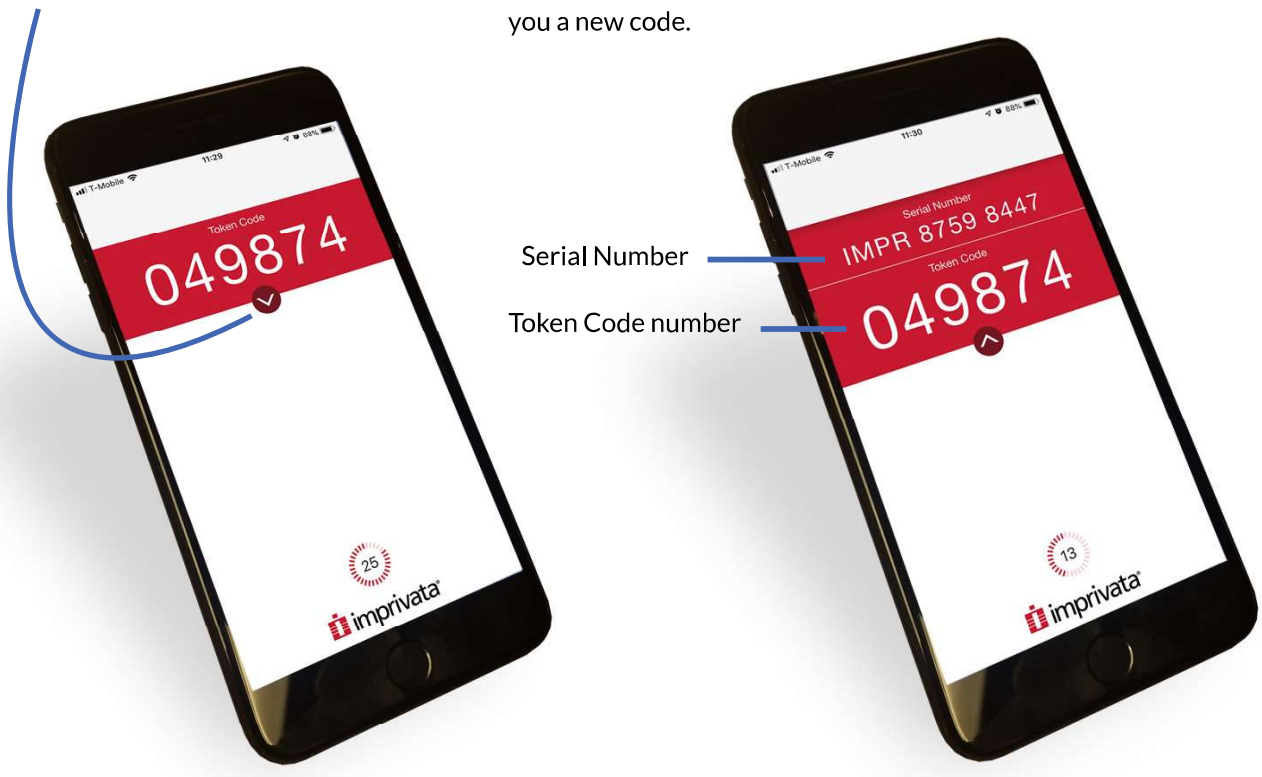 you a new code.
T-Mobile
11:29
69%
Token Code
049874
25
imprivata
Serial Number
Token Code number
T-Mobile
11:30
68%
Serial Number
IMPR 8759 8447
Token Code
049874
13
imprivata